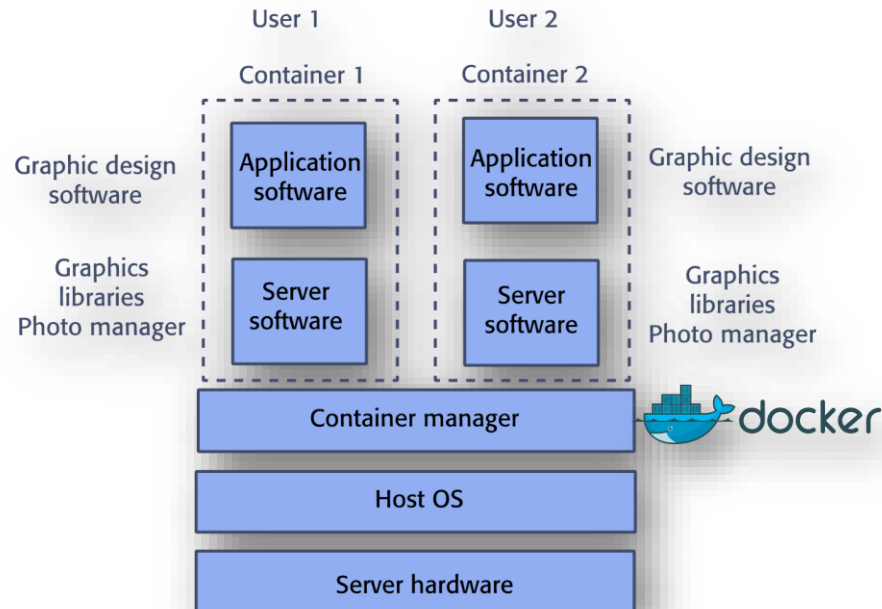 User 1
User 2
Container 1
Container 2
Graphic design
software
Application
software
Application
software
Graphic design
software
Graphics
libraries
Photo manager
Server
software
Server
software
Graphics
libraries
Photo manager
Container manager
docker
Host OS
Server hardware